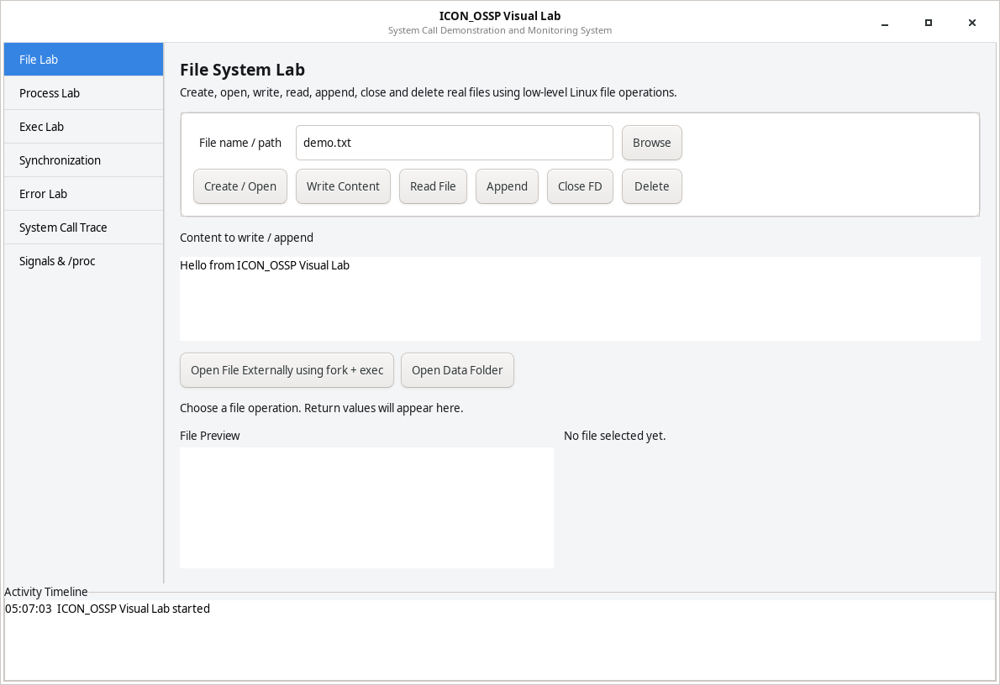 ICON_OSSP Visual Lab
System Call Demonstration and Monitoring System
File Lab
Process Lab
Exec Lab
Synchronization
Error Lab
System Call Trace
Signals & /proc
File System Lab
Create, open, write, read, append, close and delete real files using low-level Linux file operations.
File name / path demo.txt Browse
Create / Open Write Content Read File Append Close FD Delete
Content to write / append
Hello from ICON_OSSP Visual Lab
Open File Externally using fork + exec Open Data Folder
Choose a file operation. Return values will appear here.
File Preview No file selected yet.
Activity Timeline
05:07:03 ICON_OSSP Visual Lab started